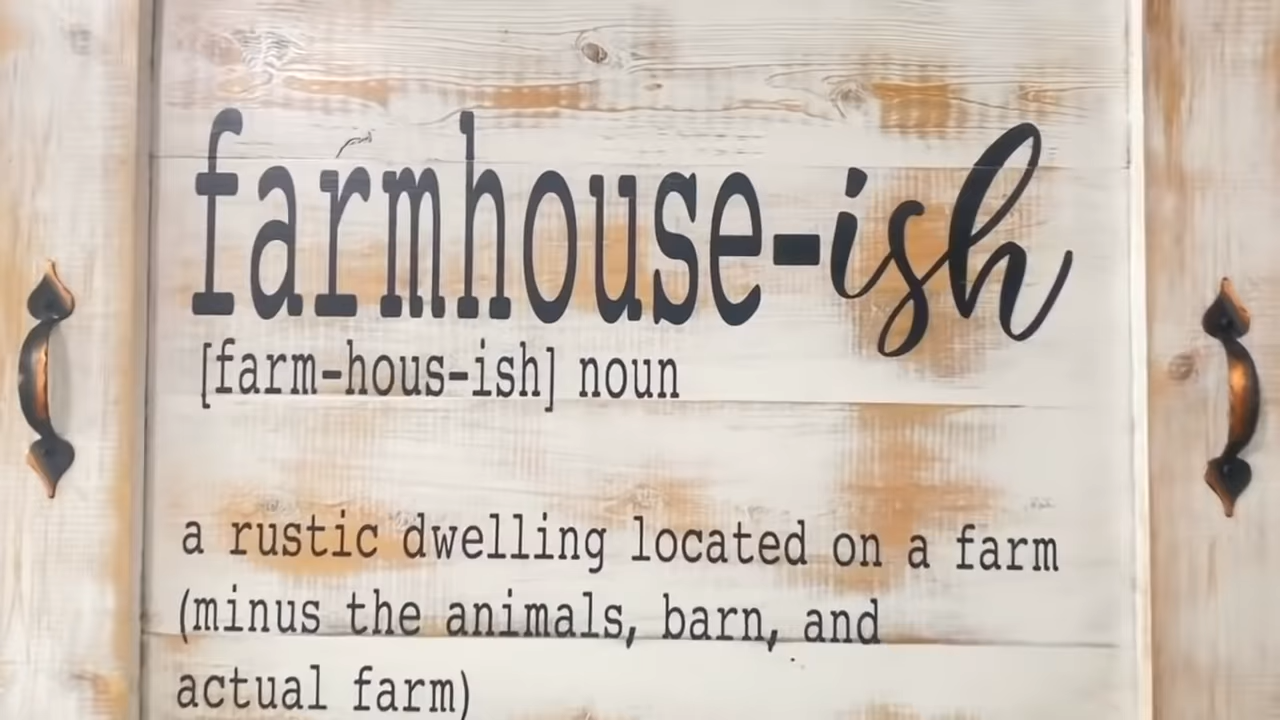 farmhouse-ish
[farm-hous-ish] noun
a rustic dwelling located on a farm
(minus the animals, barn, and
actual farm)